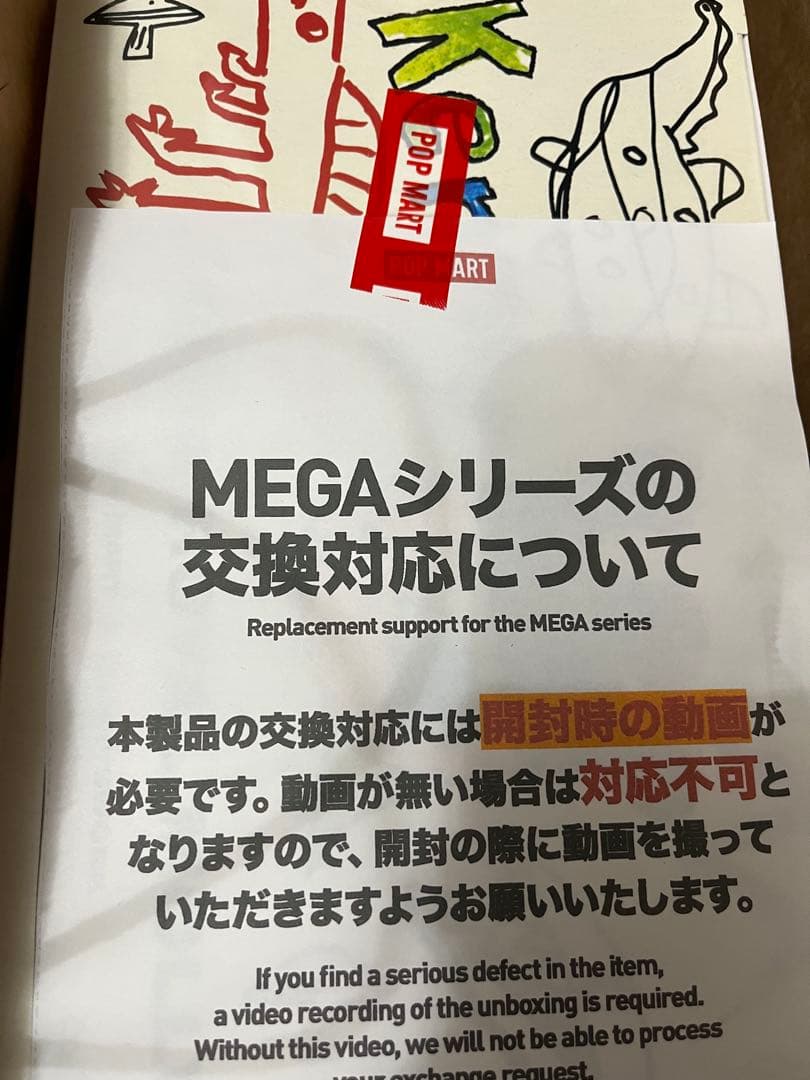 POP MART
MART
MEGAシリーズの
交換対応について
Replacement support for the MEGA series
本製品の交換対応には開封時の動画が
必要です。動画が無い場合は対応不可と
なりますので、開封の際に動画を撮って
いただきますようお願いいたします。
If you find a serious defect in the item,
a video recording of the unboxing is required.
Without this video, we will not be able to process
your exchange request.